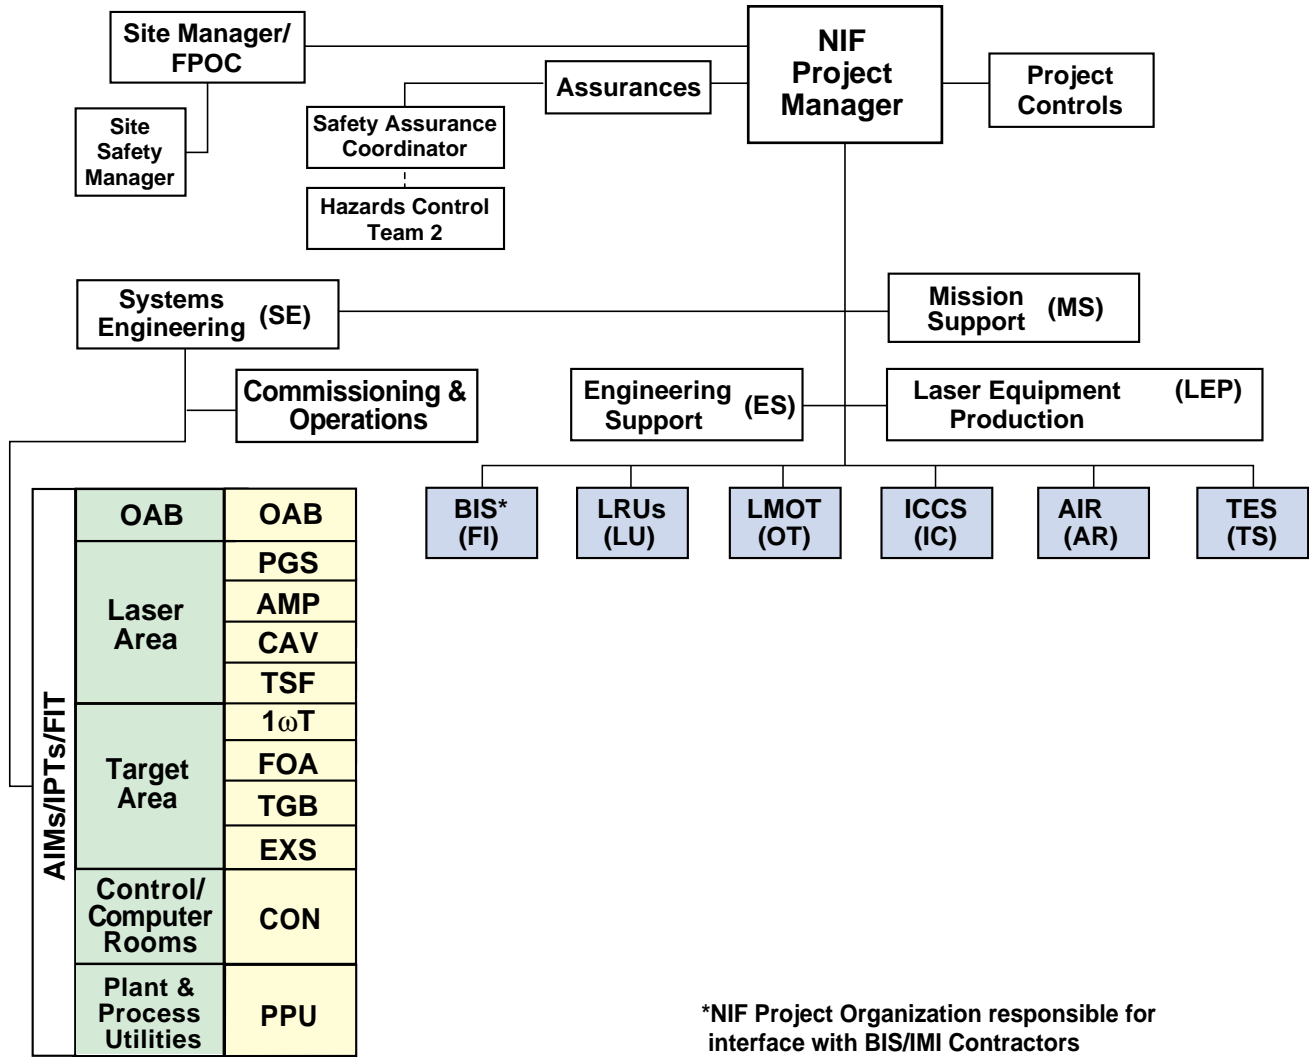 Site Manager/
FPOC
NIF
Project
Manager
Assurances
Project
Controls
Site
Safety
Manager
Safety Assurance
Coordinator
Hazards Control
Team 2
Systems
Engineering (SE)
Mission
Support (MS)
Commissioning &
Operations
Engineering
Support (ES)
Laser Equipment (LEP)
Production
BIS*
(FI)
LRUs
(LU)
LMOT
(OT)
ICCS
(IC)
AIR
(AR)
TES
(TS)
AIMs/IPTs/FIT
OAB
OAB
Laser
Area
PGS
AMP
CAV
TSF
Target
Area
1ωT
FOA
TGB
EXS
Control/
Computer
Rooms
CON
Plant &
Process
Utilities
PPU
*NIF Project Organization responsible for
interface with BIS/IMI Contractors